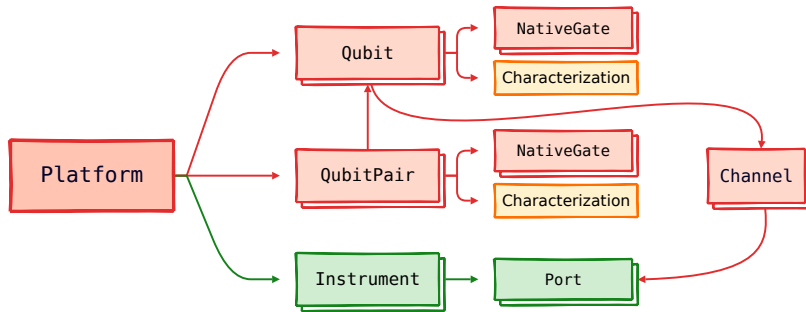 Platform
Qubit
NativeGate
Characterization
QubitPair
NativeGate
Characterization
Channel
Instrument
Port